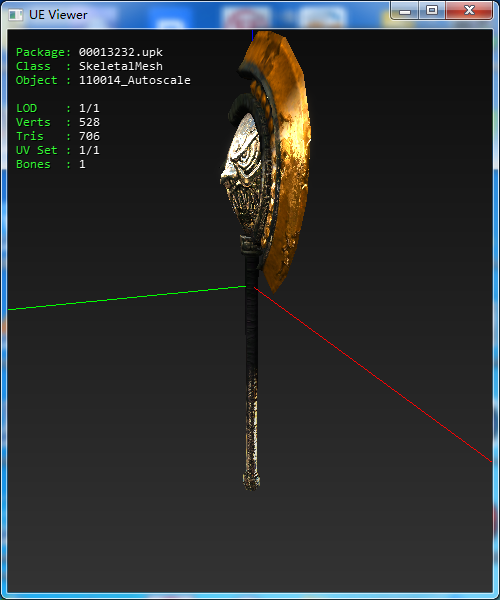 UE Viewer
Package: 00013232.upk
Class : SkeletalMesh
Object : 110014_Autoscale
LOD : 1/1
Verts : 528
Tris : 706
UV Set : 1/1
Bones : 1